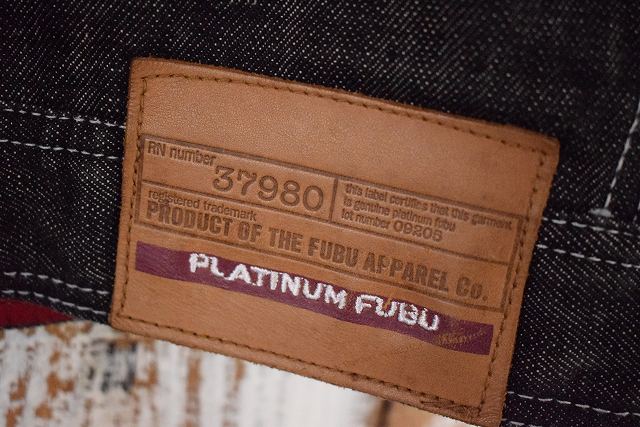 RN number 37980
this label certifies that this garment
is genuine platinum fubu
lot number 09205
registered trademark
PRODUCT OF THE FUBU APPAREL Co.
PLATINUM FUBU